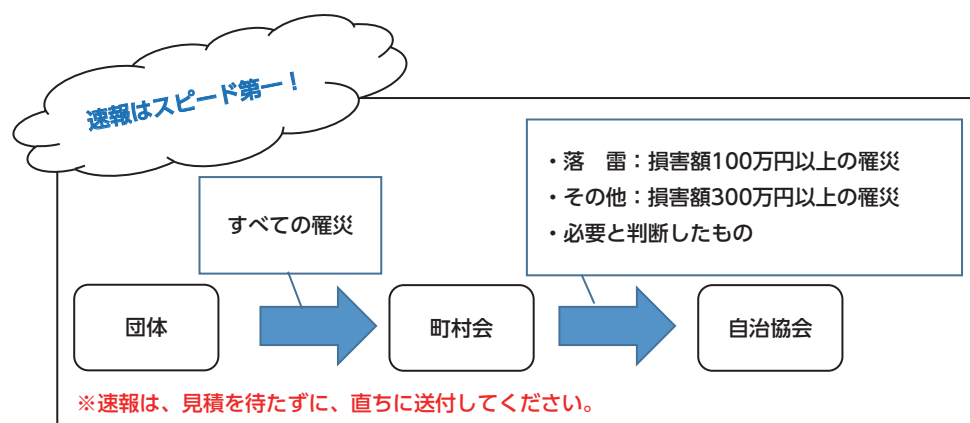 速報はスピード第一！
・落　雷：損害額100万円以上の罹災
・その他：損害額300万円以上の罹災
・必要と判断したもの
すべての罹災
団体
町村会
自治協会
※速報は、見積を待たずに、直ちに送付してください。